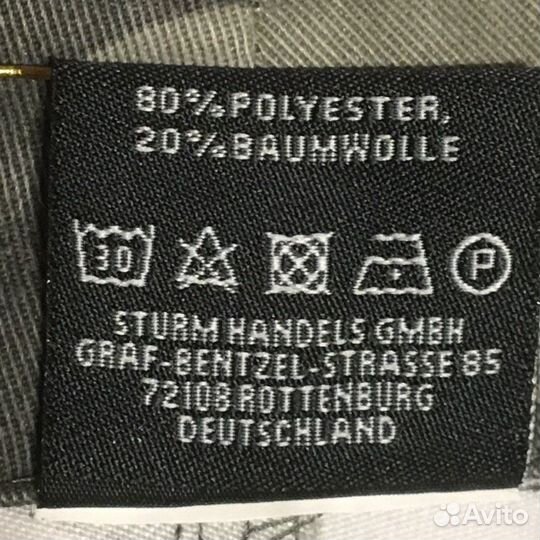 80% POLYESTER,
20% BAUMWOLLE
30 P
STURM HANDELS GMBH
GRAF-BENTZEL-STRASSE 85
72108 ROTTENBURG
DEUTSCHLAND
Avito